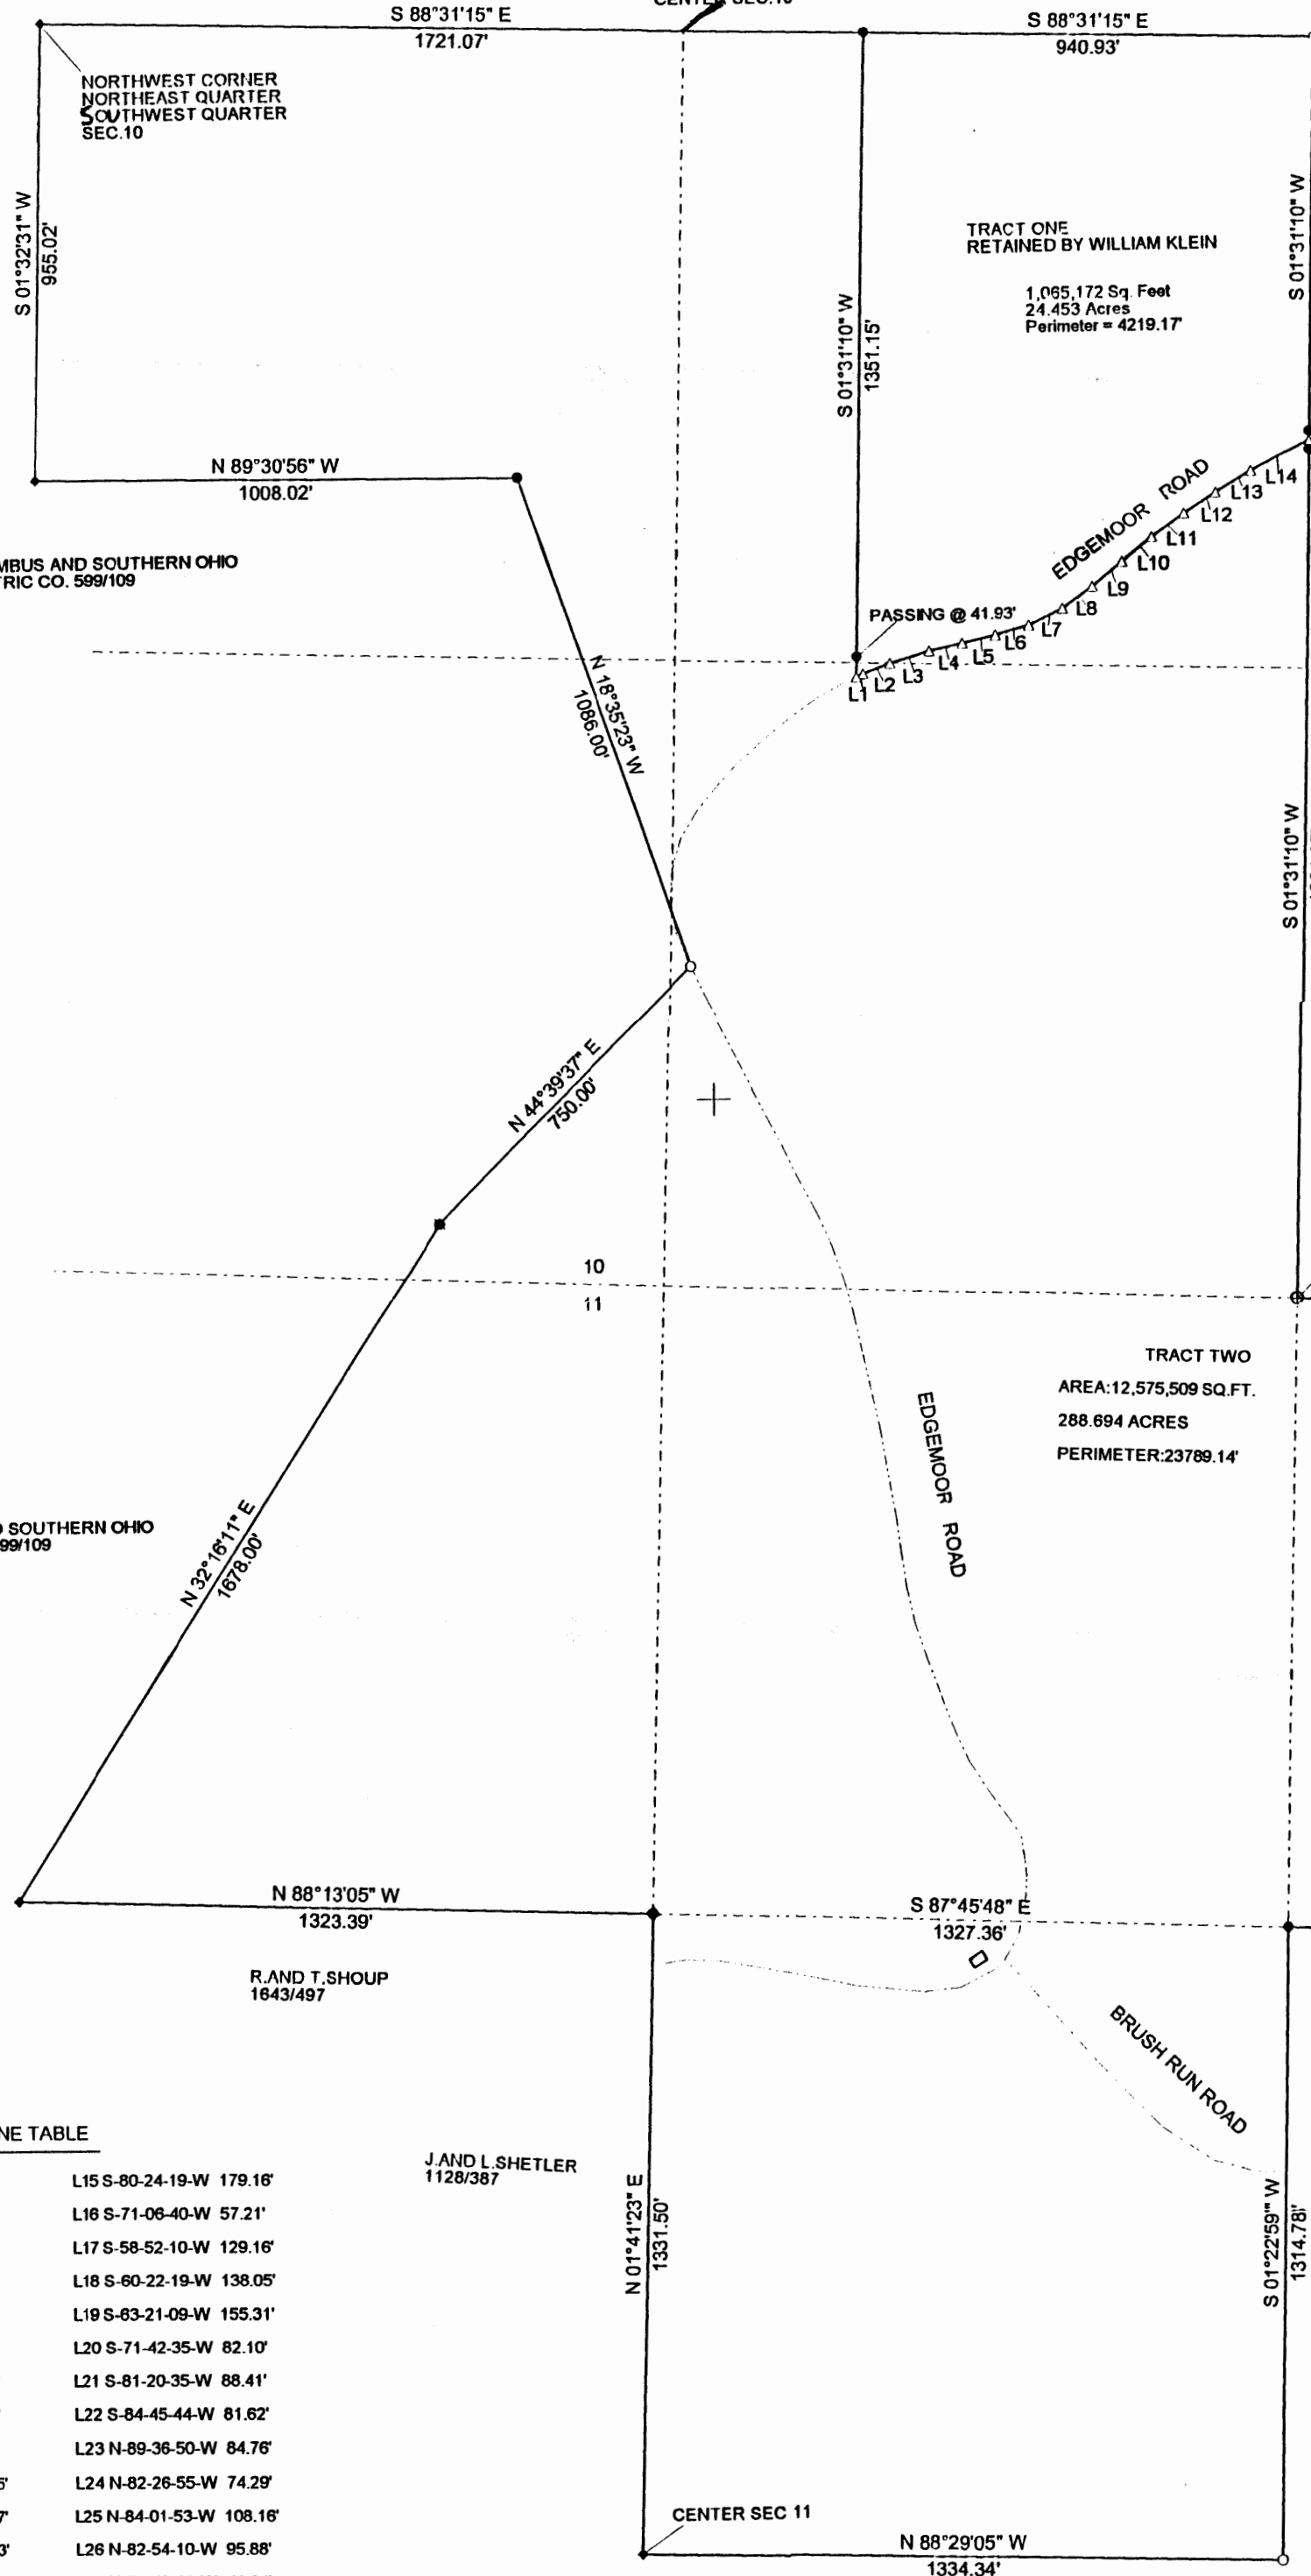 S 88°31'15" E
1721.07'
S 88°31'15" E
940.93'
NORTHWEST CORNER
NORTHEAST QUARTER
SOUTHWEST QUARTER
SEC.10
S 01°32'31" W
955.02'
TRACT ONE
RETAINED BY WILLIAM KLEIN
1,065,172 Sq. Feet
24.453 Acres
Perimeter = 4219.17'
S 01°31'10" W
S 01°31'10" W
1351.15'
N 89°30'56" W
1008.02'
EDGEMOOR ROAD
L14
L13
L12
L11
L10
L9
L8
L7
L6
L5
L4
L3
L2
L1
MBUS AND SOUTHERN OHIO
TRIC CO. 599/109
PASSING @ 41.93'
N 18°35'23" W
1086.00'
S 01°31'10" W
N 44°39'37" E
750.00'
10
11
TRACT TWO
AREA:12,575,509 SQ.FT.
288.694 ACRES
PERIMETER:23789.14'
EDGEMOOR ROAD
SOUTHERN OHIO
99/109
N 32°16'11" E
1678.00'
N 88°13'05" W
1323.39'
S 87°45'48" E
1327.36'
R.AND T.SHOUP
1643/497
BRUSH RUN ROAD
NE TABLE
J.AND L.SHETLER
1128/387
N 01°41'23" E
1331.50'
S 01°22'59" W
1314.78'
L15 S-80-24-19-W 179.16'
L16 S-71-06-40-W 57.21'
L17 S-58-52-10-W 129.16'
L18 S-60-22-19-W 138.05'
L19 S-63-21-09-W 155.31'
L20 S-71-42-35-W 82.10'
L21 S-81-20-35-W 88.41'
L22 S-84-45-44-W 81.62'
L23 N-89-36-50-W 84.76'
L24 N-82-26-55-W 74.29'
L25 N-84-01-53-W 108.16'
L26 N-82-54-10-W 95.88'
CENTER SEC 11
N 88°29'05" W
1334.34'